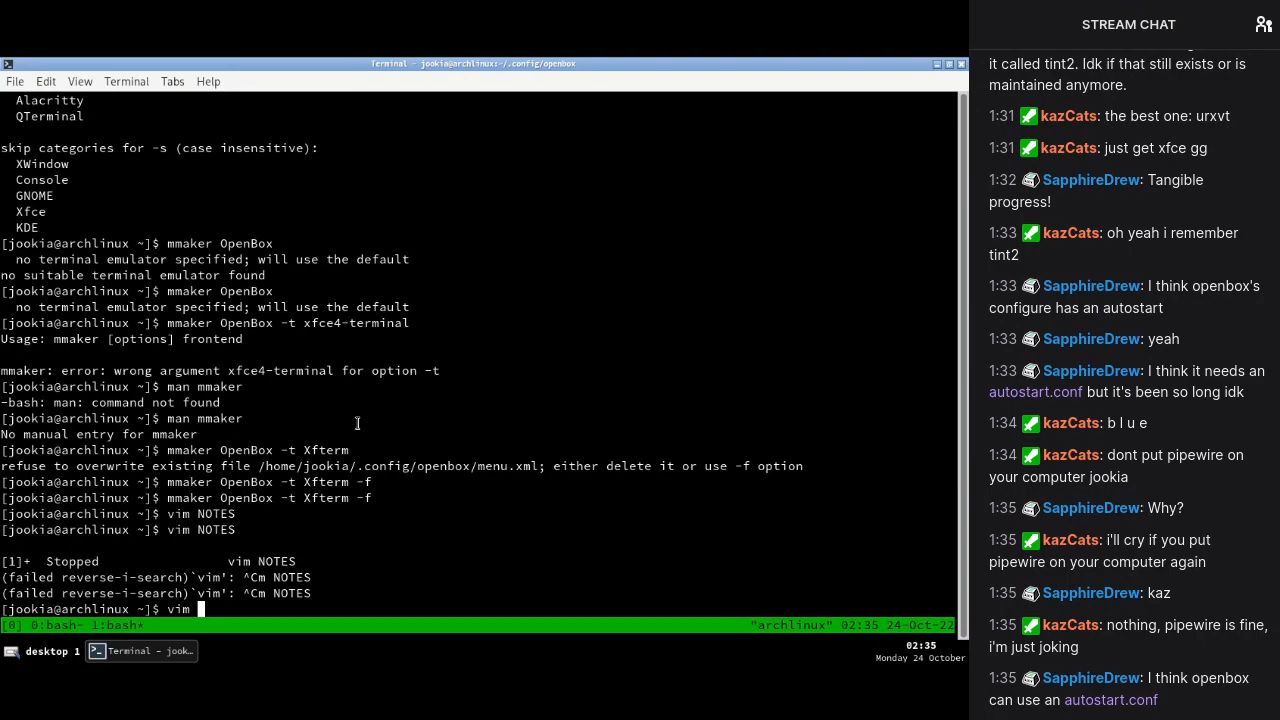 Terminal - jookia@archlinux:~/.config/openbox
File Edit View Terminal Tabs Help
Alacritty
QTerminal
skip categories for -s (case insensitive):
XWindow
Console
GNOME
Xfce
KDE
[jookia@archlinux ~]$ mmaker OpenBox
no terminal emulator specified; will use the default
no suitable terminal emulator found
[jookia@archlinux ~]$ mmaker OpenBox
no terminal emulator specified; will use the default
[jookia@archlinux ~]$ mmaker OpenBox -t xfce4-terminal
Usage: mmaker [options] frontend
mmaker: error: wrong argument xfce4-terminal for option -t
[jookia@archlinux ~]$ man mmaker
-bash: man: command not found
[jookia@archlinux ~]$ man mmaker
No manual entry for mmaker
[jookia@archlinux ~]$ mmaker OpenBox -t Xfterm
refuse to overwrite existing file /home/jookia/.config/openbox/menu.xml; either delete it or use -f option
[jookia@archlinux ~]$ mmaker OpenBox -t Xfterm -f
[jookia@archlinux ~]$ mmaker OpenBox -t Xfterm -f
[jookia@archlinux ~]$ vim NOTES
[jookia@archlinux ~]$ vim NOTES
[1]+  Stopped                 vim NOTES
(failed reverse-i-search)`vim': ^Cm NOTES
(failed reverse-i-search)`vim': ^Cm NOTES
[jookia@archlinux ~]$ vim
[0] 0:bash- 1:bash* "archlinux" 02:35 24-Oct-22
desktop 1 Terminal - jook... 02:35
Monday 24 October
STREAM CHAT
it called tint2. Idk if that still exists or is
maintained anymore.
1:31 kazCats: the best one: urxvt
1:31 kazCats: just get xfce gg
1:32 SapphireDrew: Tangible
progress!
1:33 kazCats: oh yeah i remember
tint2
1:33 SapphireDrew: I think openbox's
configure has an autostart
1:33 SapphireDrew: yeah
1:33 SapphireDrew: I think it needs an
autostart.conf but it's been so long idk
1:34 kazCats: b l u e
1:34 kazCats: dont put pipewire on
your computer jookia
1:35 SapphireDrew: Why?
1:35 kazCats: i'll cry if you put
pipewire on your computer again
1:35 SapphireDrew: kaz
1:35 kazCats: nothing, pipewire is fine,
i'm just joking
1:35 SapphireDrew: I think openbox
can use an autostart.conf